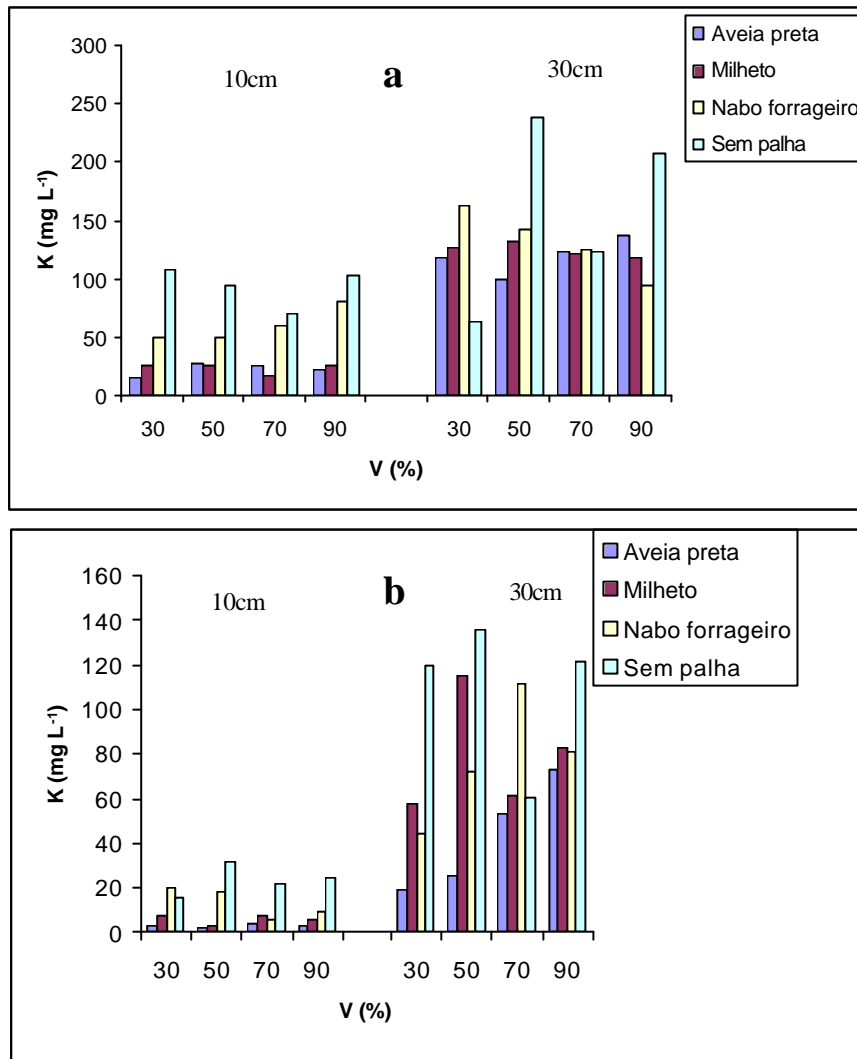 300
250
200
150
100
50
0
K (mg L⁻¹)
10cm
a
30cm
30 50 70 90 30 50 70 90
V (%)
Aveia preta
Milheto
Nabo forrageiro
Sem palha
160
140
120
100
80
60
40
20
0
K (mg L⁻¹)
10cm
b
30cm
30 50 70 90 30 50 70 90
V (%)
Aveia preta
Milheto
Nabo forrageiro
Sem palha